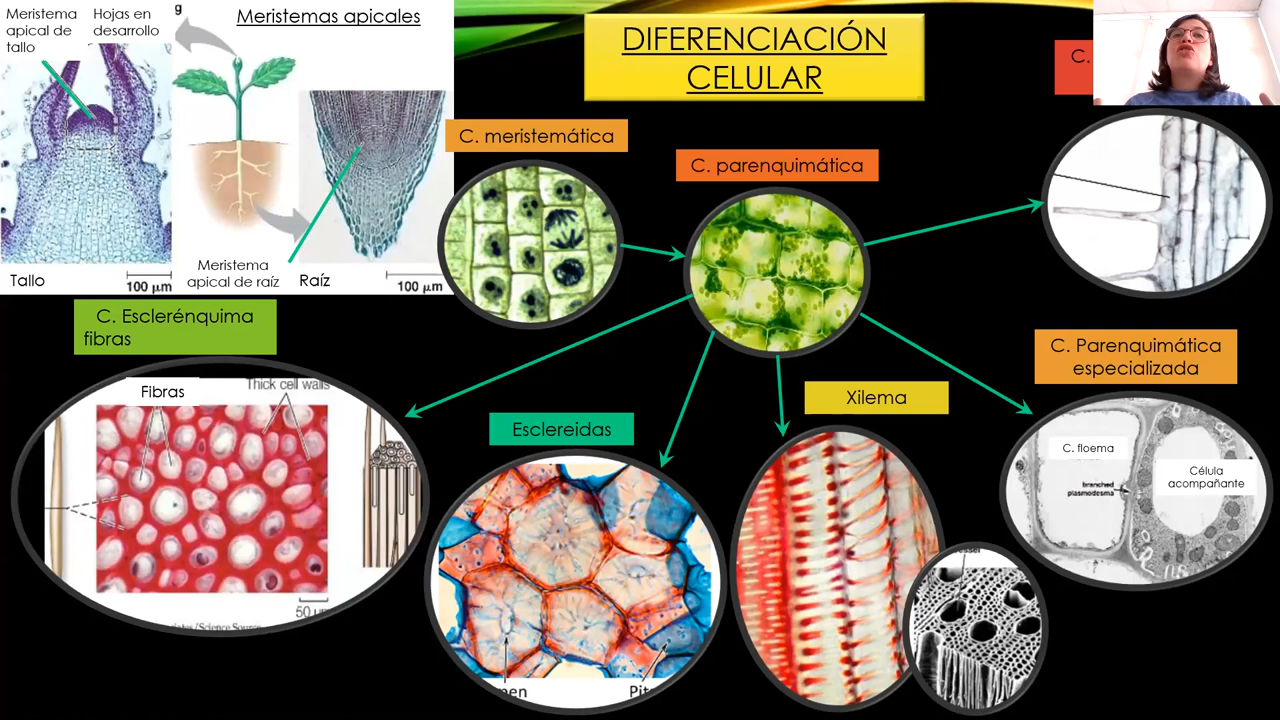 Meristema
apical de
tallo
Hojas en
desarrollo
g
Meristemas apicales
Tallo
100 µm
Meristema
apical de raíz
Raíz
100 µm
DIFERENCIACIÓN
CELULAR
C.
C. meristemática
C. parenquimática
C. Esclerénquima
fibras
Fibras
Thick cell walls
50 µm
Esclereidas
Xilema
C. Parenquimática
especializada
C. floema
Célula
acompañante
branched
plasmodesma